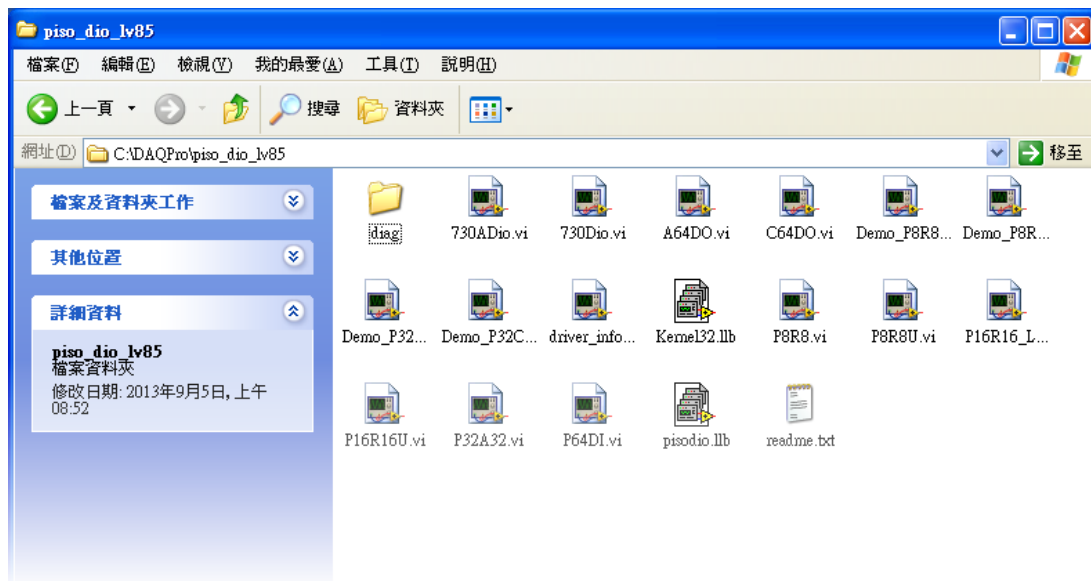 piso_dio_lv85
檔案(F) 編輯(E) 檢視(V) 我的最愛(A) 工具(T) 說明(H)
上一頁 搜尋 資料夾
網址(D) C:\DAQPro\piso_dio_lv85 移至
檔案及資料夾工作
其他位置
詳細資料
piso_dio_lv85
檔案資料夾
修改日期: 2013年9月5日, 上午
08:52
diag 730ADio.vi 730Dio.vi A64DO.vi C64DO.vi Demo_P8R8... Demo_P8R...
Demo_P32... Demo_P32C... driver_info... Kernel32.llb P8R8.vi P8R8U.vi P16R16_L...
P16R16U.vi P32A32.vi P64DI.vi pisodio.llb readme.txt